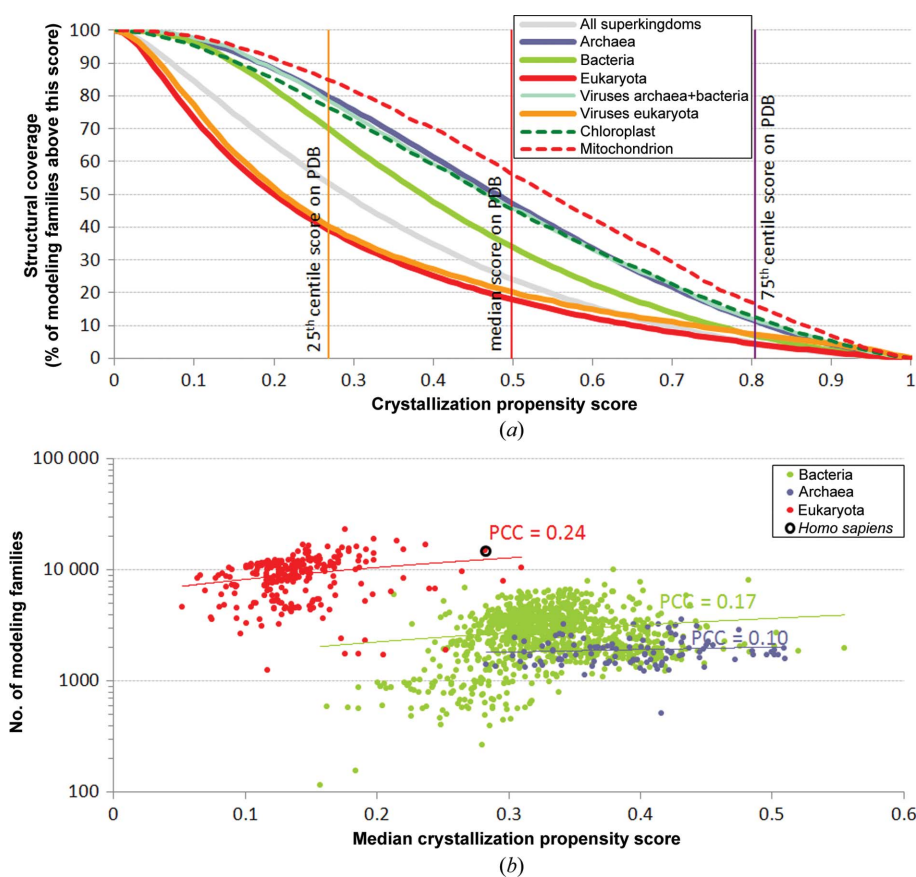 Structural coverage
(% of modeling families above this score)
100
90
80
70
60
50
40
30
20
10
0
All superkingdoms
Archaea
Bacteria
Eukaryota
Viruses archaea+bacteria
Viruses eukaryota
Chloroplast
Mitochondrion
25th centile score on PDB
median score on PDB
75th centile score on PDB
0 0.1 0.2 0.3 0.4 0.5 0.6 0.7 0.8 0.9 1
Crystallization propensity score
(a)
No. of modeling families
100 000
10 000
1000
100
Bacteria
Archaea
Eukaryota
Homo sapiens
PCC = 0.24
PCC = 0.17
PCC = 0.10
0 0.1 0.2 0.3 0.4 0.5 0.6
Median crystallization propensity score
(b)